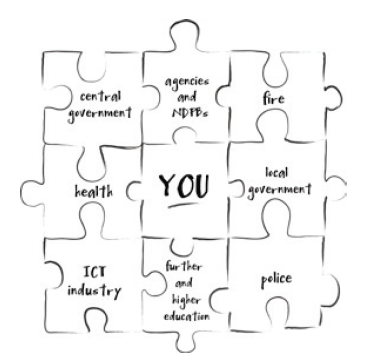 central
government
agencies
and
NDPBs
fire
health
YOU
local
government
ICT
industry
further
and
higher
education
police